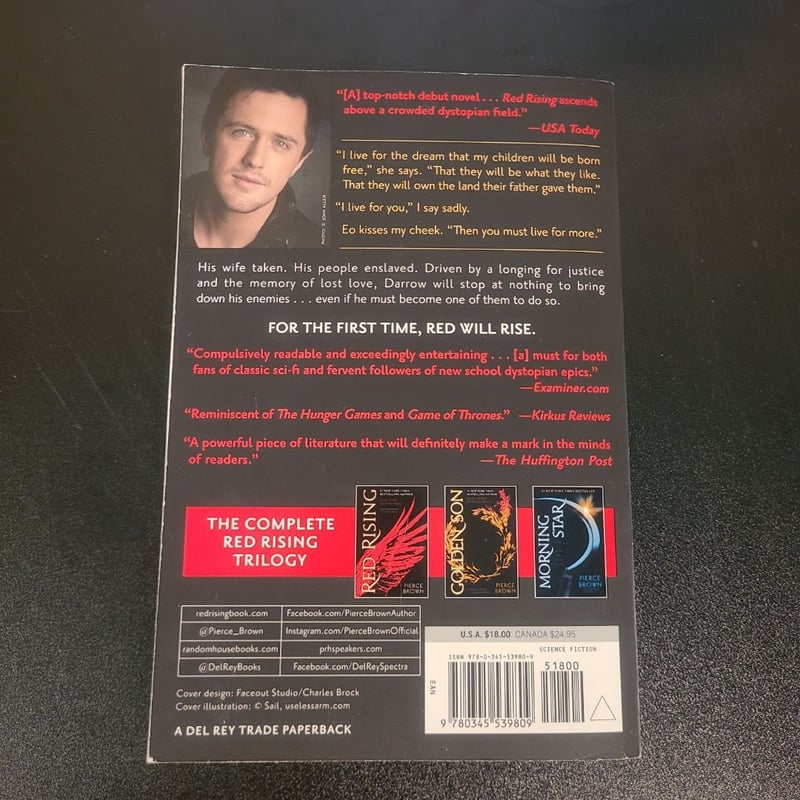 “[A] top-notch debut novel . . . Red Rising ascends
above a crowded dystopian field.”
—USA Today
“I live for the dream that my children will be born
free,” she says. “That they will be what they like.
That they will own the land their father gave them.”
“I live for you,” I say sadly.
Eo kisses my cheek. “Then you must live for more.”
PHOTO: © JOAN ALLEN
His wife taken. His people enslaved. Driven by a longing for justice
and the memory of lost love, Darrow will stop at nothing to bring
down his enemies . . . even if he must become one of them to do so.
FOR THE FIRST TIME, RED WILL RISE.
“Compulsively readable and exceedingly entertaining . . . [a] must for both
fans of classic sci-fi and fervent followers of new school dystopian epics.”
—Examiner.com
“Reminiscent of The Hunger Games and Game of Thrones.” —Kirkus Reviews
“A powerful piece of literature that will definitely make a mark in the minds
of readers.”
—The Huffington Post
THE COMPLETE
RED RISING
TRILOGY
RED RISING
PIERCE
BROWN
GOLDEN SON
PIERCE
BROWN
#1 NEW YORK TIMES BESTSELLER
MORNING
STAR
PIERCE
BROWN
redrisingbook.com
Facebook.com/PierceBrownAuthor
@Pierce_Brown
Instagram.com/PierceBrownOfficial
randomhousebooks.com
prhspeakers.com
@DelReyBooks
Facebook.com/DelReySpectra
Cover design: Faceout Studio/Charles Brock
Cover illustration: © Sail, uselessarm.com
A DEL REY TRADE PAPERBACK
U.S.A. $18.00 CANADA $24.95
SCIENCE FICTION
ISBN 978-0-345-53980-9
51800
EAN
9 780345 539809